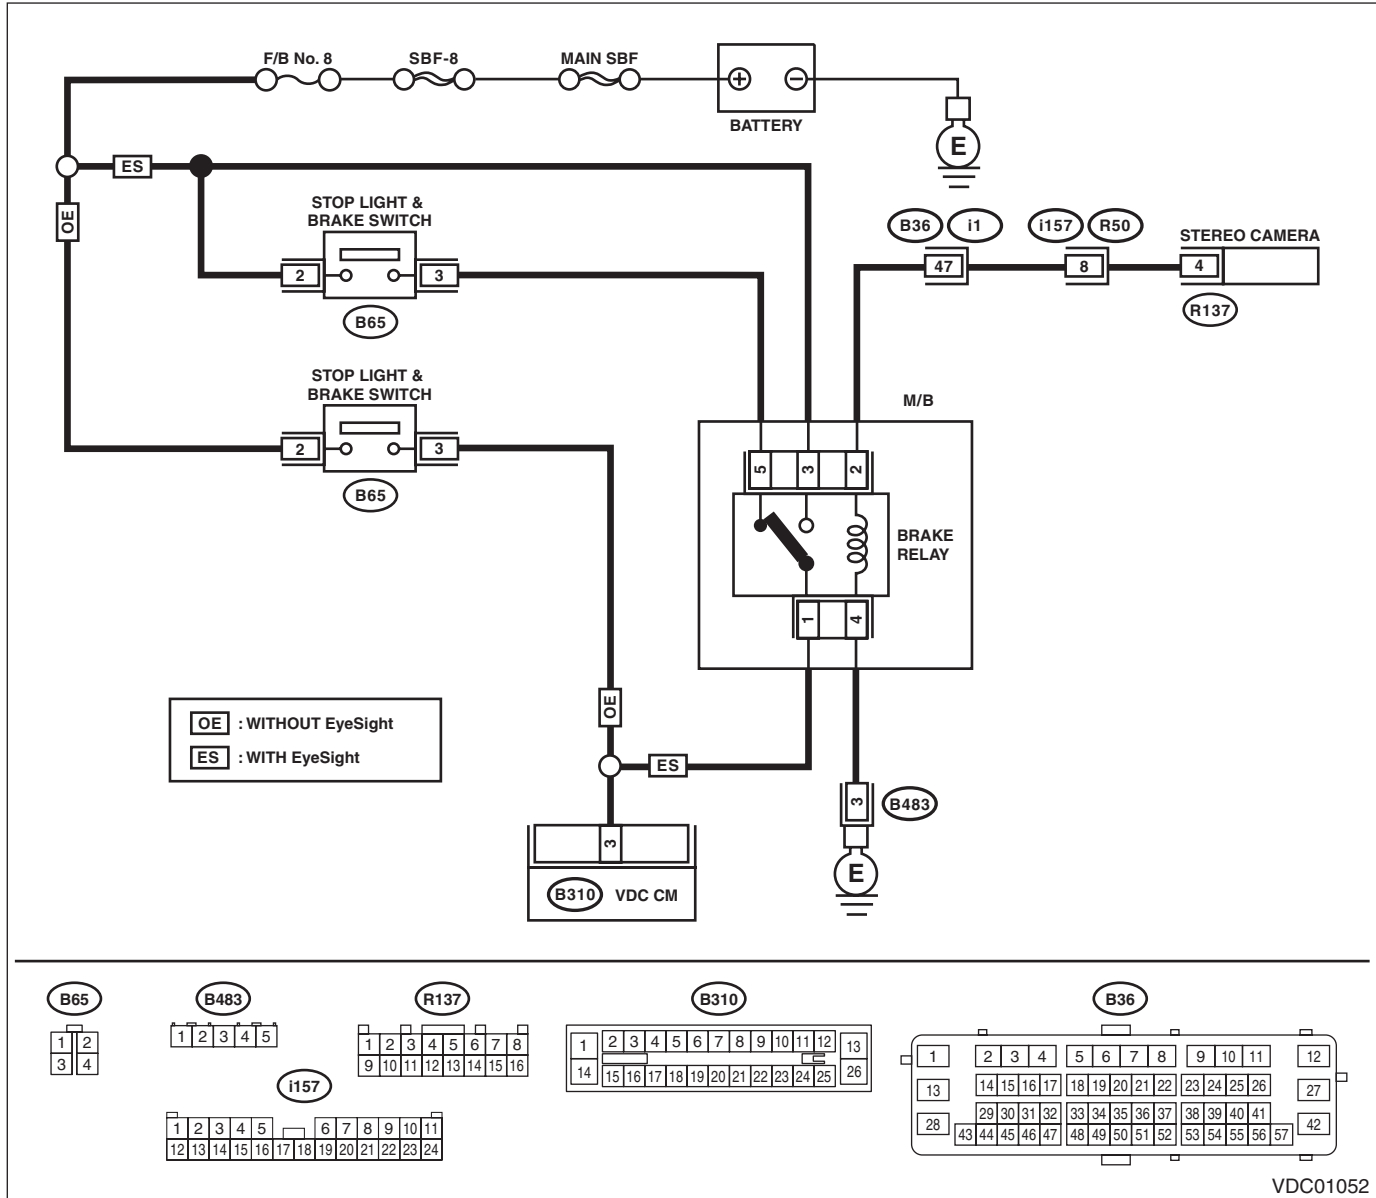 F/B No. 8 SBF-8 MAIN SBF
+ −
BATTERY
E
ES
OE
STOP LIGHT &
BRAKE SWITCH
2 3
B65
B36 i1 i157 R50
STEREO CAMERA
47 8 4
R137
STOP LIGHT &
BRAKE SWITCH
2 3
B65
M/B
5 3 2
BRAKE
RELAY
1 4
OE : WITHOUT EyeSight
ES : WITH EyeSight
OE
ES
3 B483
E
3
B310 VDC CM
B65
1 2
3 4
B483
1 2 3 4 5
R137
1 2 3 4 5 6 7 8
9 10 11 12 13 14 15 16
i157
1 2 3 4 5 6 7 8 9 10 11
12 13 14 15 16 17 18 19 20 21 22 23 24
B310
1 2 3 4 5 6 7 8 9 10 11 12 13
14 15 16 17 18 19 20 21 22 23 24 25 26
B36
1 2 3 4 5 6 7 8 9 10 11 12
13 14 15 16 17 18 19 20 21 22 23 24 25 26 27
28 29 30 31 32 33 34 35 36 37 38 39 40 41 42
43 44 45 46 47 48 49 50 51 52 53 54 55 56 57
VDC01052